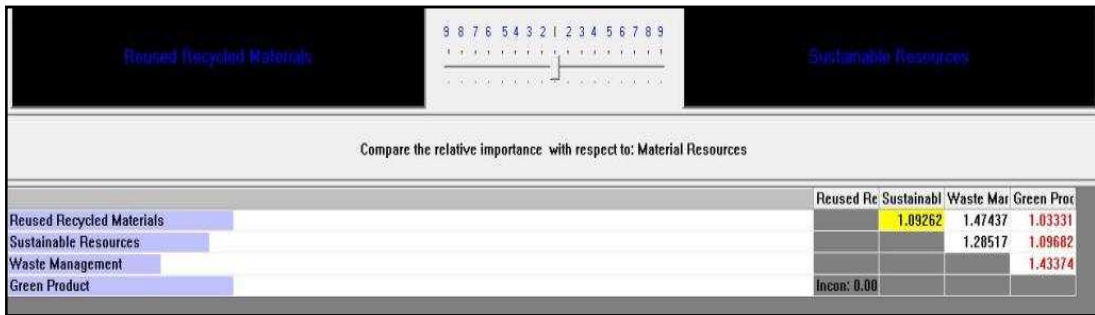 9 8 7 6 5 4 3 2 1 2 3 4 5 6 7 8 9
Reused Recycled Materials
Sustainable Resources
Compare the relative importance with respect to: Material Resources
Reused Re Sustainabl Waste Mar Green Proc
Reused Recycled Materials 1.09262 1.47437 1.03331
Sustainable Resources 1.28517 1.09682
Waste Management 1.43374
Green Product Incon: 0.00